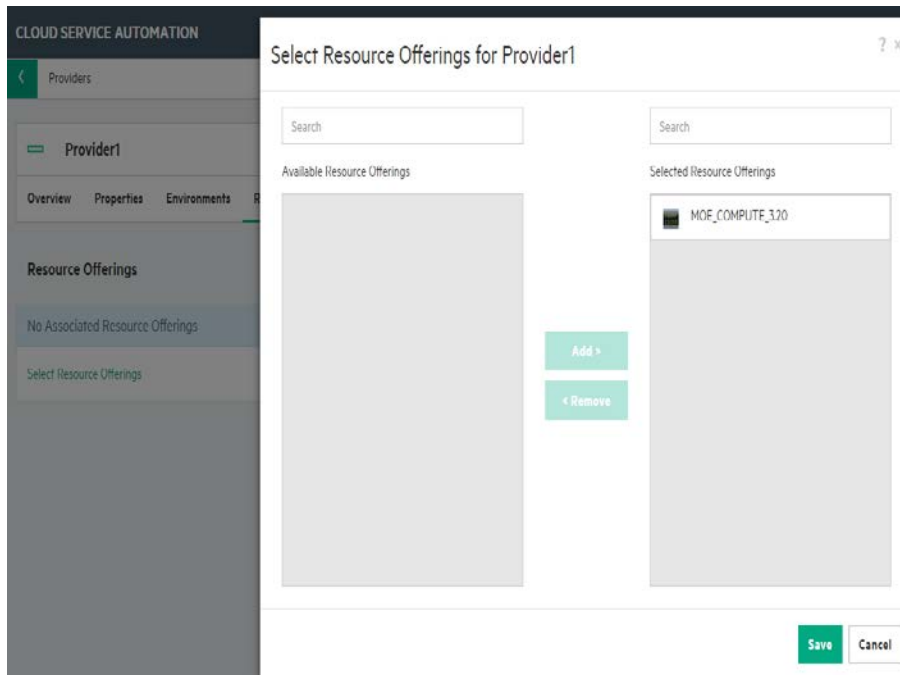 CLOUD SERVICE AUTOMATION
Providers
Provider1
Overview Properties Environments R
Resource Offerings
No Associated Resource Offerings
Select Resource Offerings
Select Resource Offerings for Provider1
? ×
Search
Available Resource Offerings
Add >
< Remove
Search
Selected Resource Offerings
MOE_COMPUTE_3.20
Save Cancel